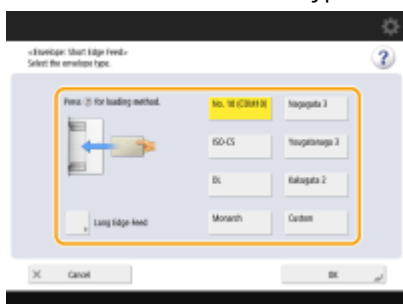 <Envelope: Short Edge Feed>
Select the envelope type.
?
Press ? for loading method.
No. 10 (COM10)
Nagagata 3
ISO-C5
Yougatanaga 3
DL
Kakugata 2
Long Edge Feed
Monarch
Custom
Cancel
OK